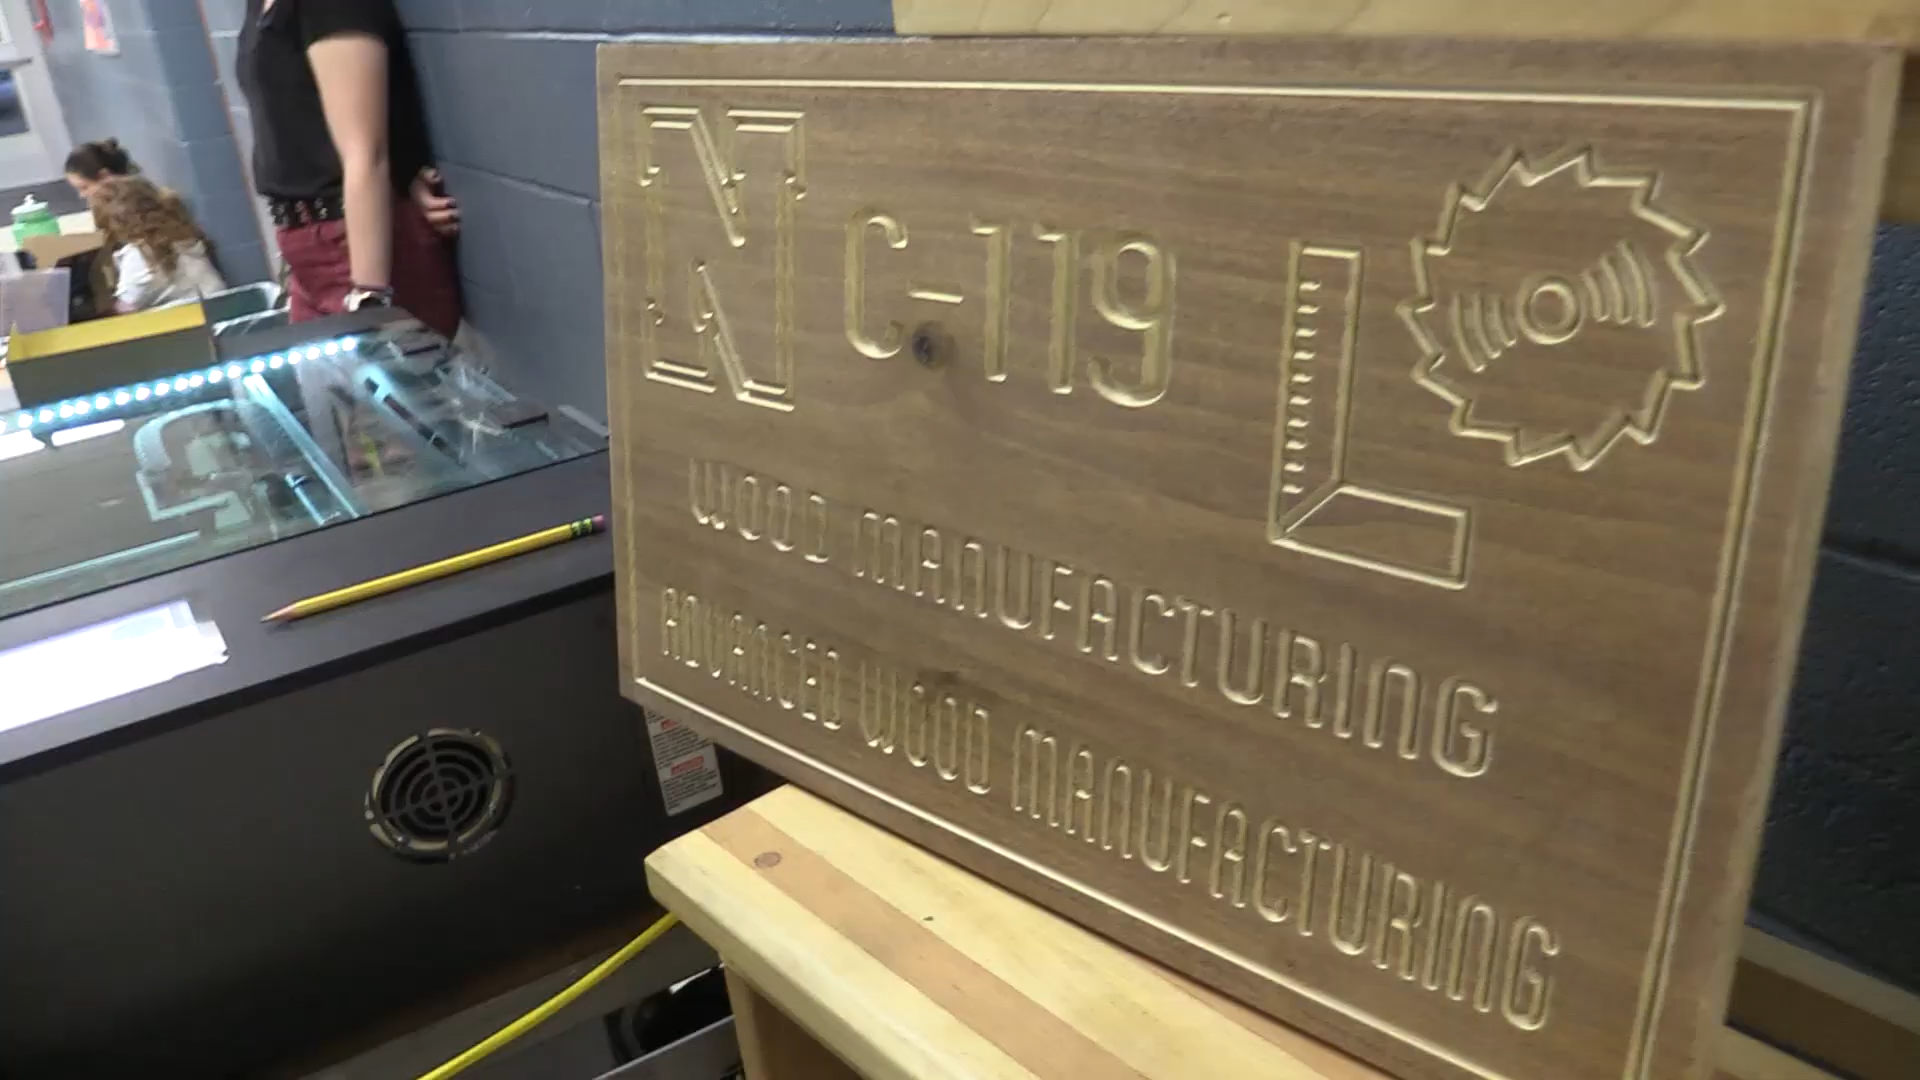 N C-119
WOOD MANUFACTURING
ADVANCED WOOD MANUFACTURING